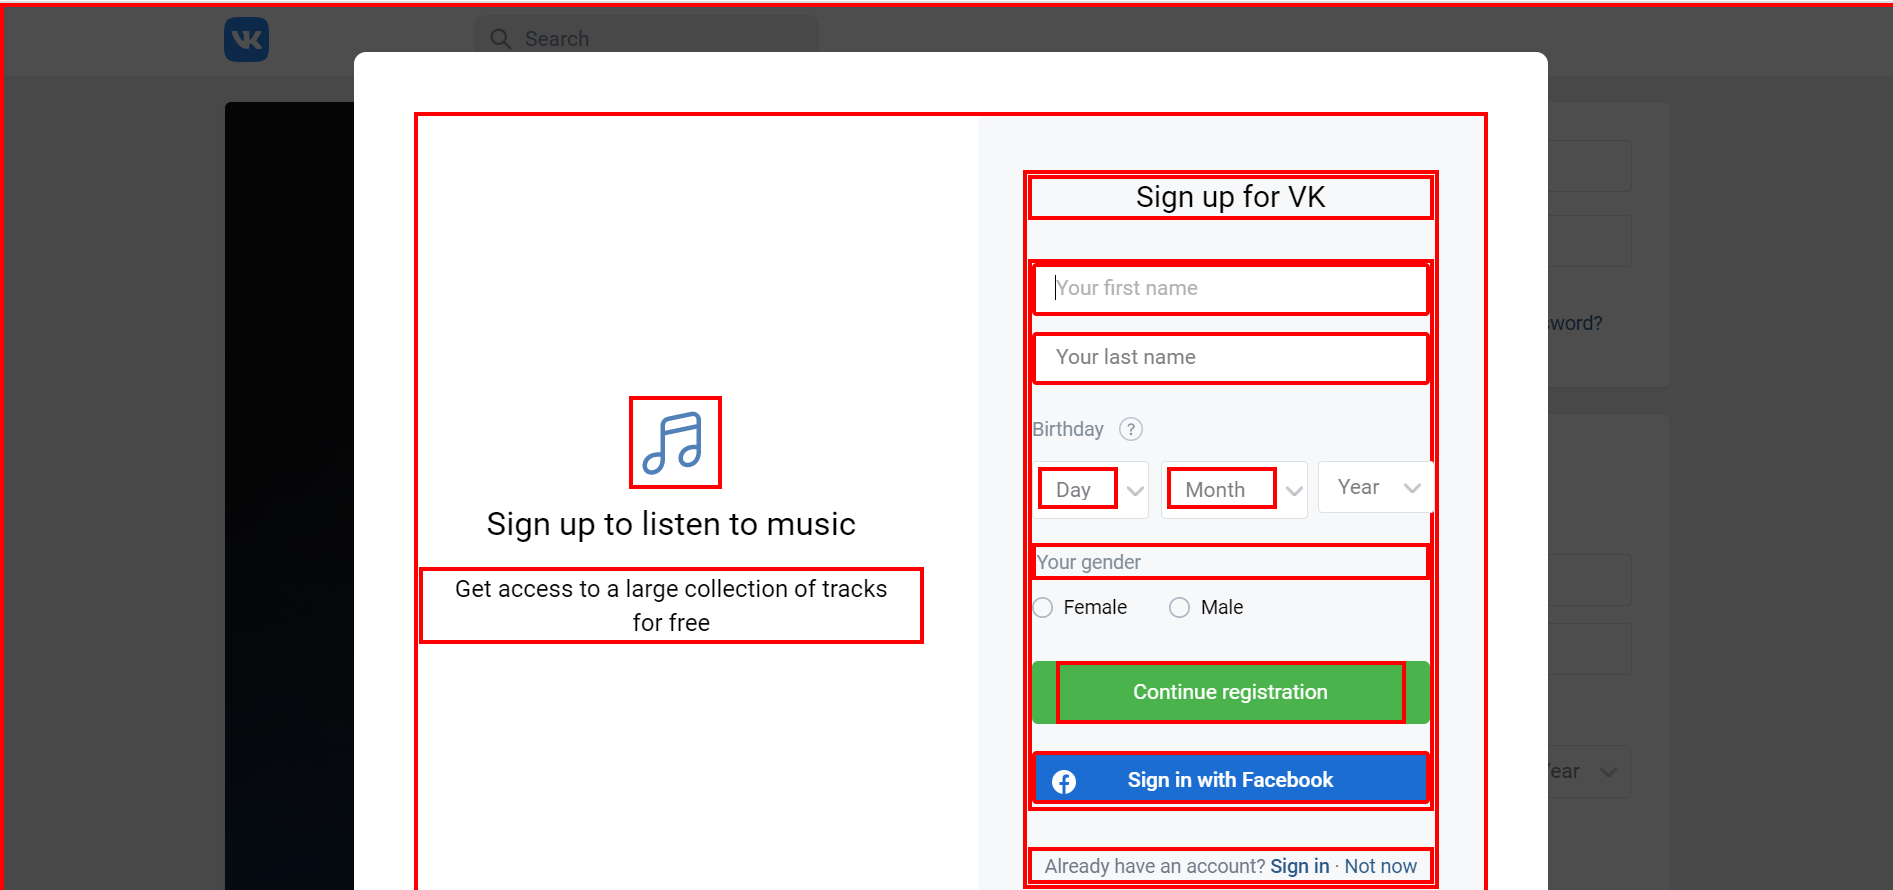 Search
Sign up for VK
Your first name
Your last name
sword?
Birthday ?
Day
Month
Year
Sign up to listen to music
Get access to a large collection of tracks
for free
Your gender
Female
Male
Continue registration
Year
Sign in with Facebook
Already have an account? Sign in · Not now